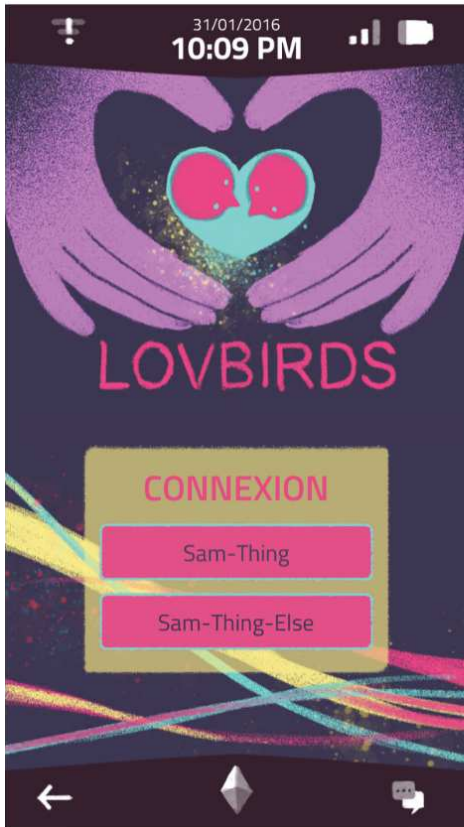 31/01/2016
10:09 PM
LOVBIRDS
CONNEXION
Sam-Thing
Sam-Thing-Else